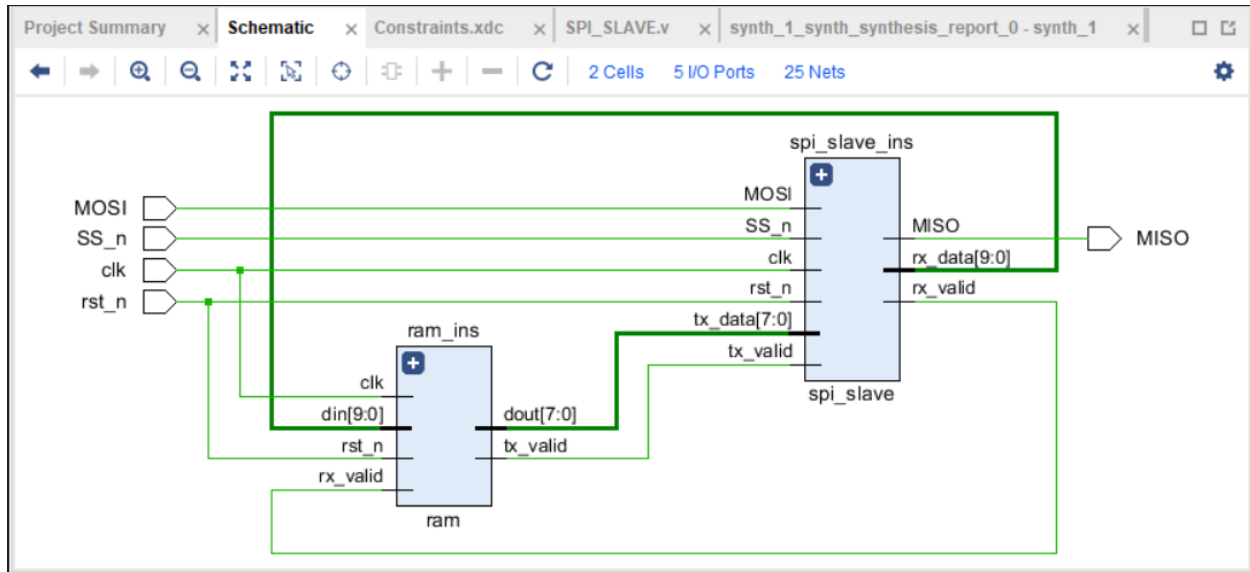 Project Summary × Schematic × Constraints.xdc × SPI_SLAVE.v × synth_1_synth_synthesis_report_0 - synth_1 ×
2 Cells 5 I/O Ports 25 Nets
spi_slave_ins
MOSI MOSI
SS_n SS_n MISO MISO
clk clk rx_data[9:0]
rst_n rst_n rx_valid
tx_data[7:0]
ram_ins
tx_valid
clk
spi_slave
din[9:0] dout[7:0]
rst_n tx_valid
rx_valid
ram